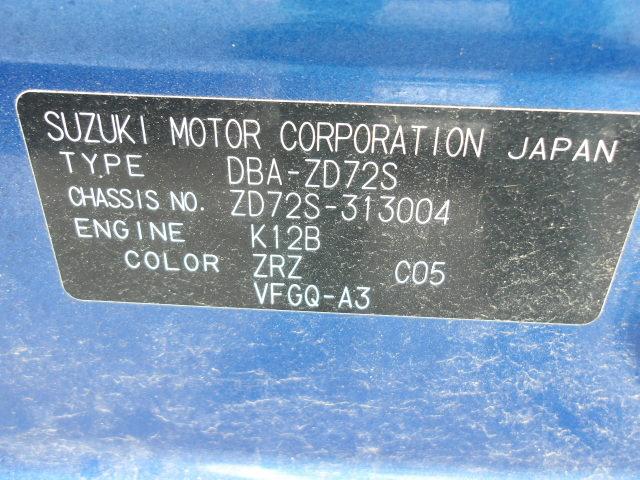 SUZUKI MOTOR CORPORATION JAPAN
TYPE DBA-ZD72S
CHASSIS NO. ZD72S-313004
ENGINE K12B
COLOR ZRZ C05
VFGQ-A3